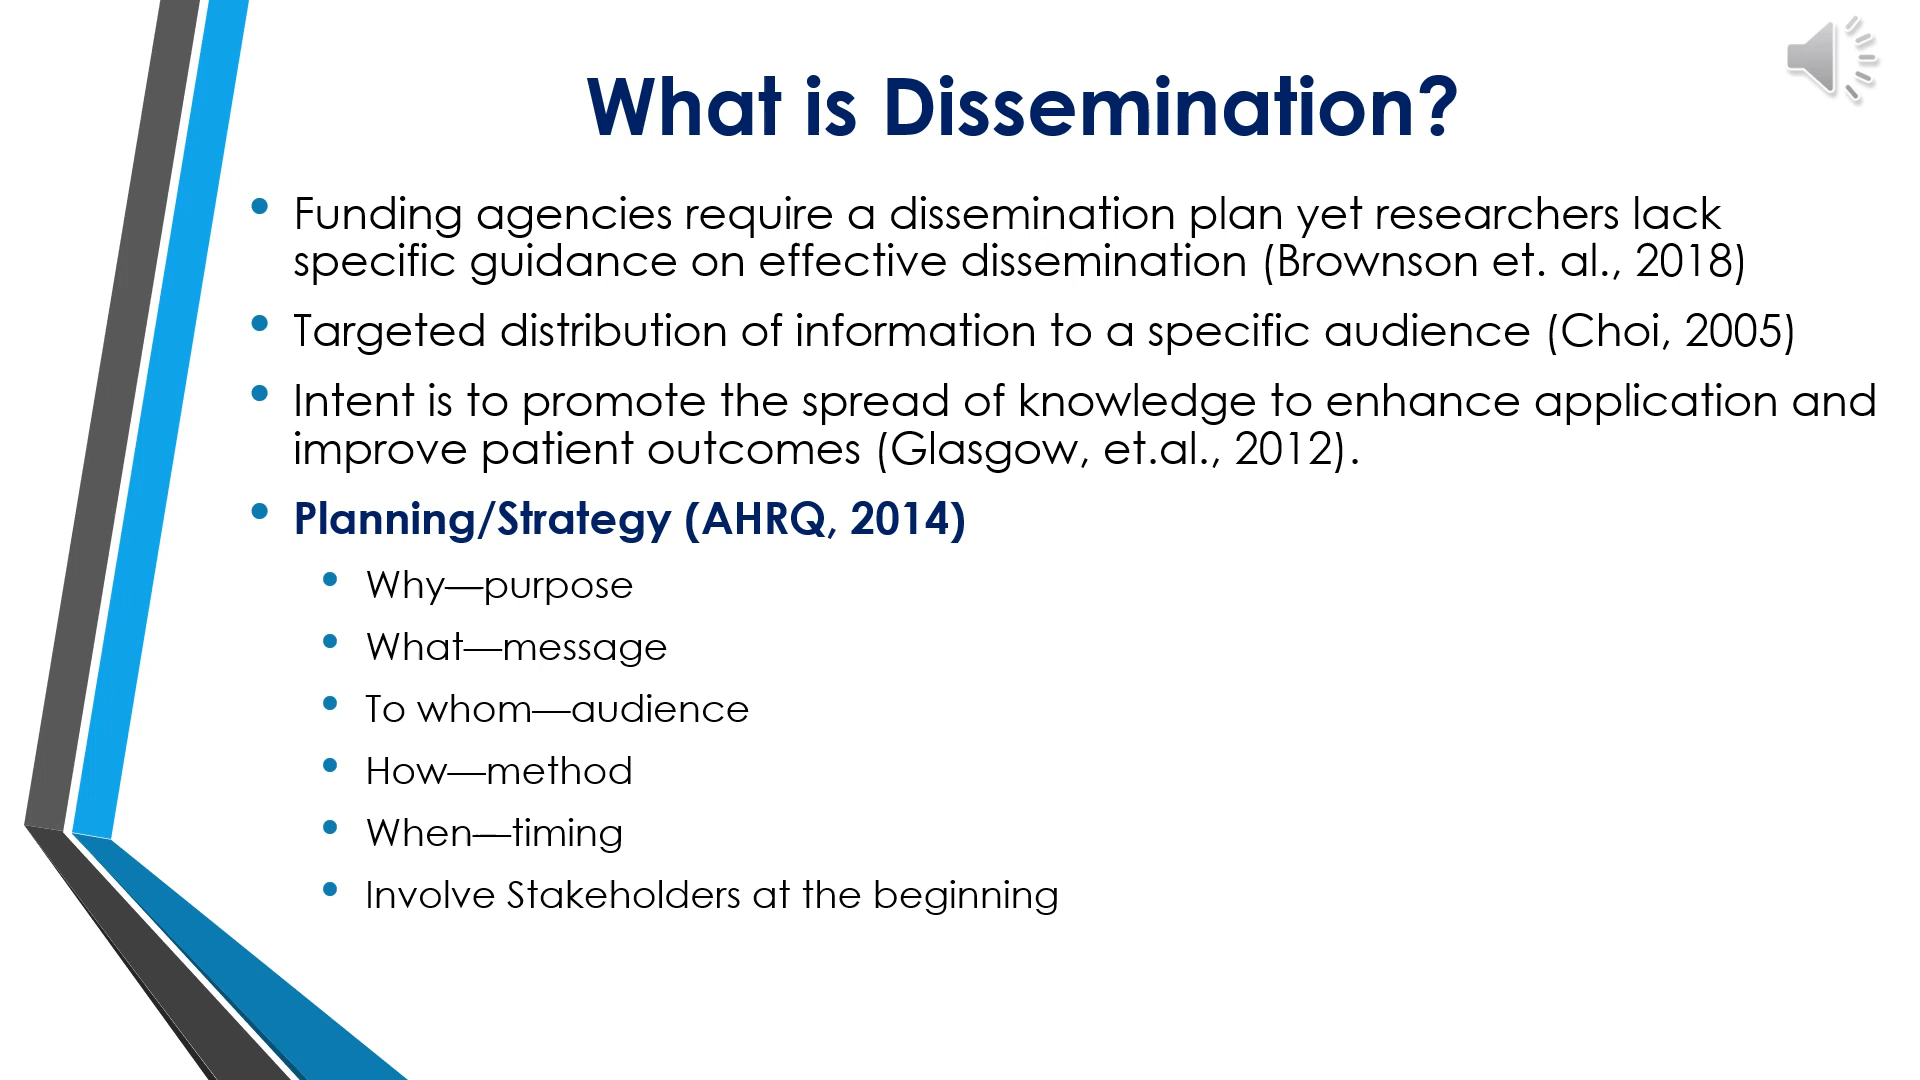 What is Dissemination?
Funding agencies require a dissemination plan yet researchers lack
specific guidance on effective dissemination (Brownson et. al., 2018)
Targeted distribution of information to a specific audience (Choi, 2005)
Intent is to promote the spread of knowledge to enhance application and
improve patient outcomes (Glasgow, et.al., 2012).
Planning/Strategy (AHRQ, 2014)
Why—purpose
What—message
To whom—audience
How—method
When—timing
Involve Stakeholders at the beginning